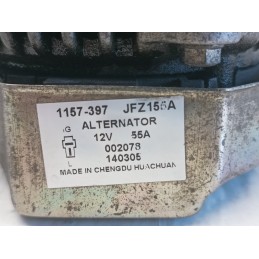 1157-397 JFZ155A
ALTERNATOR
G
12V 55A
L
002078
140305
MADE IN CHENGDU HUACHUAN